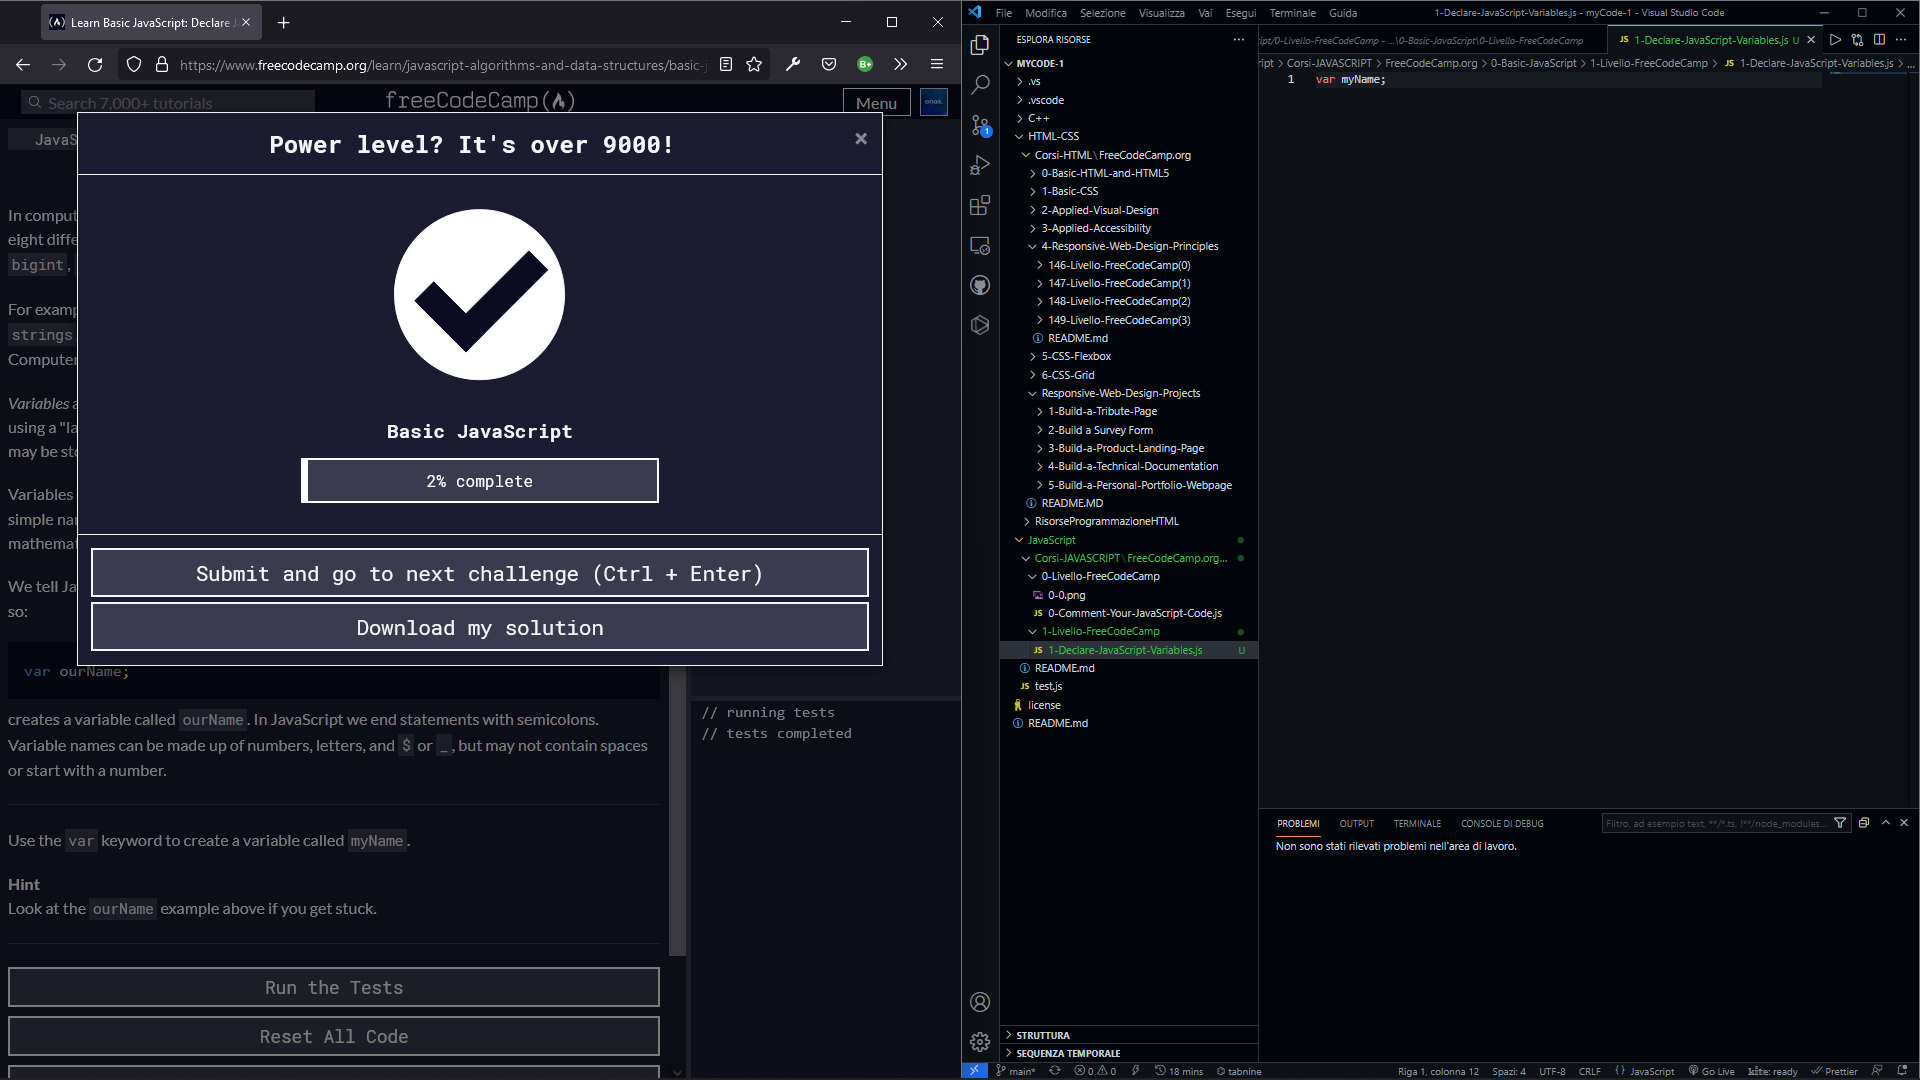 Learn Basic JavaScript: Declare J
https://www.freecodecamp.org/learn/javascript-algorithms-and-data-structures/basic-j
Search 7,000+ tutorials
freeCodeCamp
Menu
JavaS
Power level? It's over 9000!
×
In comput
eight diffe
bigint,
For examp
strings
Computer
Variables a
using a "la
may be sto
Variables
simple nam
mathemat
We tell Ja
so:
Basic JavaScript
2% complete
Submit and go to next challenge (Ctrl + Enter)
Download my solution
var ourName;
creates a variable called ourName. In JavaScript we end statements with semicolons.
Variable names can be made up of numbers, letters, and $ or _, but may not contain spaces
or start with a number.
Use the var keyword to create a variable called myName.
Hint
Look at the ourName example above if you get stuck.
Run the Tests
Reset All Code
// running tests
// tests completed
File Modifica Selezione Visualizza Vai Esegui Terminale Guida
1-Declare-JavaScript-Variables.js - myCode-1 - Visual Studio Code
ESPLORA RISORSE
MYCODE-1
.vs
.vscode
C++
HTML-CSS
Corsi-HTML\FreeCodeCamp.org
0-Basic-HTML-and-HTML5
1-Basic-CSS
2-Applied-Visual-Design
3-Applied-Accessibility
4-Responsive-Web-Design-Principles
146-Livello-FreeCodeCamp(0)
147-Livello-FreeCodeCamp(1)
148-Livello-FreeCodeCamp(2)
149-Livello-FreeCodeCamp(3)
README.md
5-CSS-Flexbox
6-CSS-Grid
Responsive-Web-Design-Projects
1-Build-a-Tribute-Page
2-Build a Survey Form
3-Build-a-Product-Landing-Page
4-Build-a-Technical-Documentation
5-Build-a-Personal-Portfolio-Webpage
README.MD
RisorseProgrammazioneHTML
JavaScript
Corsi-JAVASCRIPT\FreeCodeCamp.org...
0-Livello-FreeCodeCamp
0-0.png
JS 0-Comment-Your-JavaScript-Code.js
1-Livello-FreeCodeCamp
JS 1-Declare-JavaScript-Variables.js U
README.md
JS test.js
license
README.md
STRUTTURA
SEQUENZA TEMPORALE
ipt/0-Livello-FreeCodeCamp - ...\0-Basic-JavaScript\0-Livello-FreeCodeCamp
JS 1-Declare-JavaScript-Variables.js U
ript > Corsi-JAVASCRIPT > FreeCodeCamp.org > 0-Basic-JavaScript > 1-Livello-FreeCodeCamp > JS 1-Declare-JavaScript-Variables.js > ...
1 var myName;
PROBLEMI OUTPUT TERMINALE CONSOLE DI DEBUG
Filtro, ad esempio text, **/*.ts, !**/node_modules...
Non sono stati rilevati problemi nell'area di lavoro.
main* 0 0 18 mins tabnine
Riga 1, colonna 12 Spazi: 4 UTF-8 CRLF JavaScript Go Live kite: ready Prettier